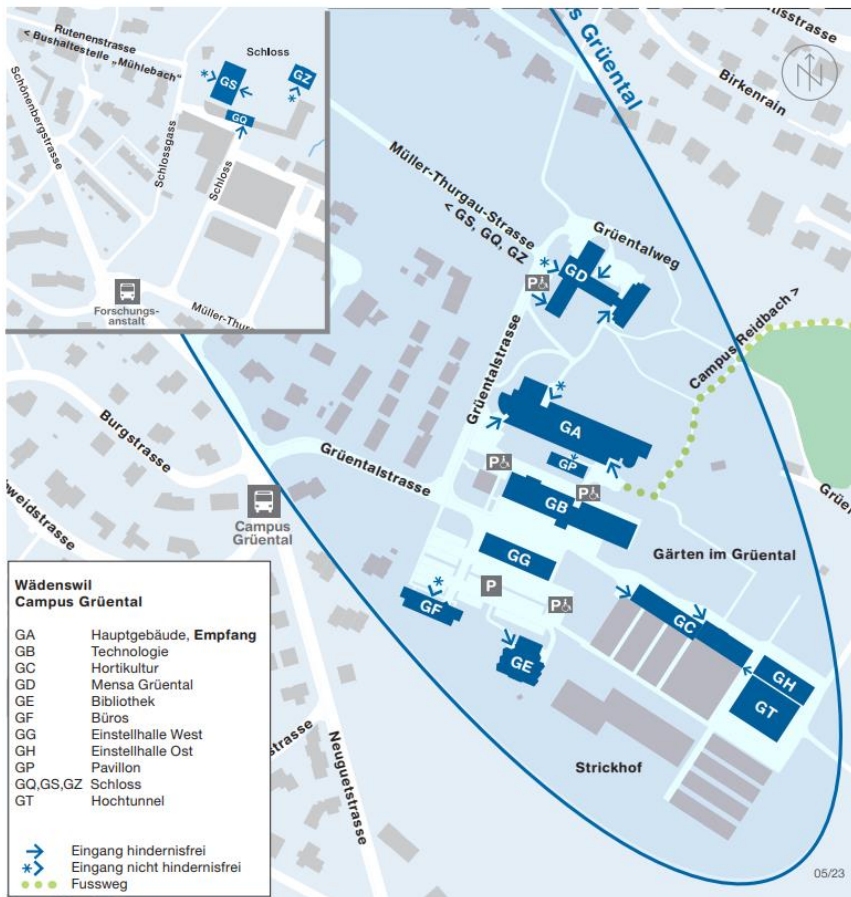 Rutenenstrasse
< Bushaltestelle „Mühlebach“
Schloss
GS
GZ
GQ
Schönenbergstrasse
Schlossgass
Schloss
Forschungs-
anstalt
Müller-Thurg
s Grüental
Birkenrain
N
Müller-Thurgau-Strasse
< GS, GQ, GZ
Grüentalweg
GD
P
Campus Reidbach >
Grüentalstrasse
GA
GP
P
P
GB
Grüentalstrasse
Burgstrasse
Campus
Grüental
GG
Gärten im Grüental
P
P
GF
GE
GC
GH
GT
Strickhof
Neuguetstrasse
strasse
Wädenswil
Campus Grüental
GA Hauptgebäude, Empfang
GB Technologie
GC Hortikultur
GD Mensa Grüental
GE Bibliothek
GF Büros
GG Einstellhalle West
GH Einstellhalle Ost
GP Pavillon
GQ,GS,GZ Schloss
GT Hochtunnel
Eingang hindernisfrei
* Eingang nicht hindernisfrei
Fussweg
05/23